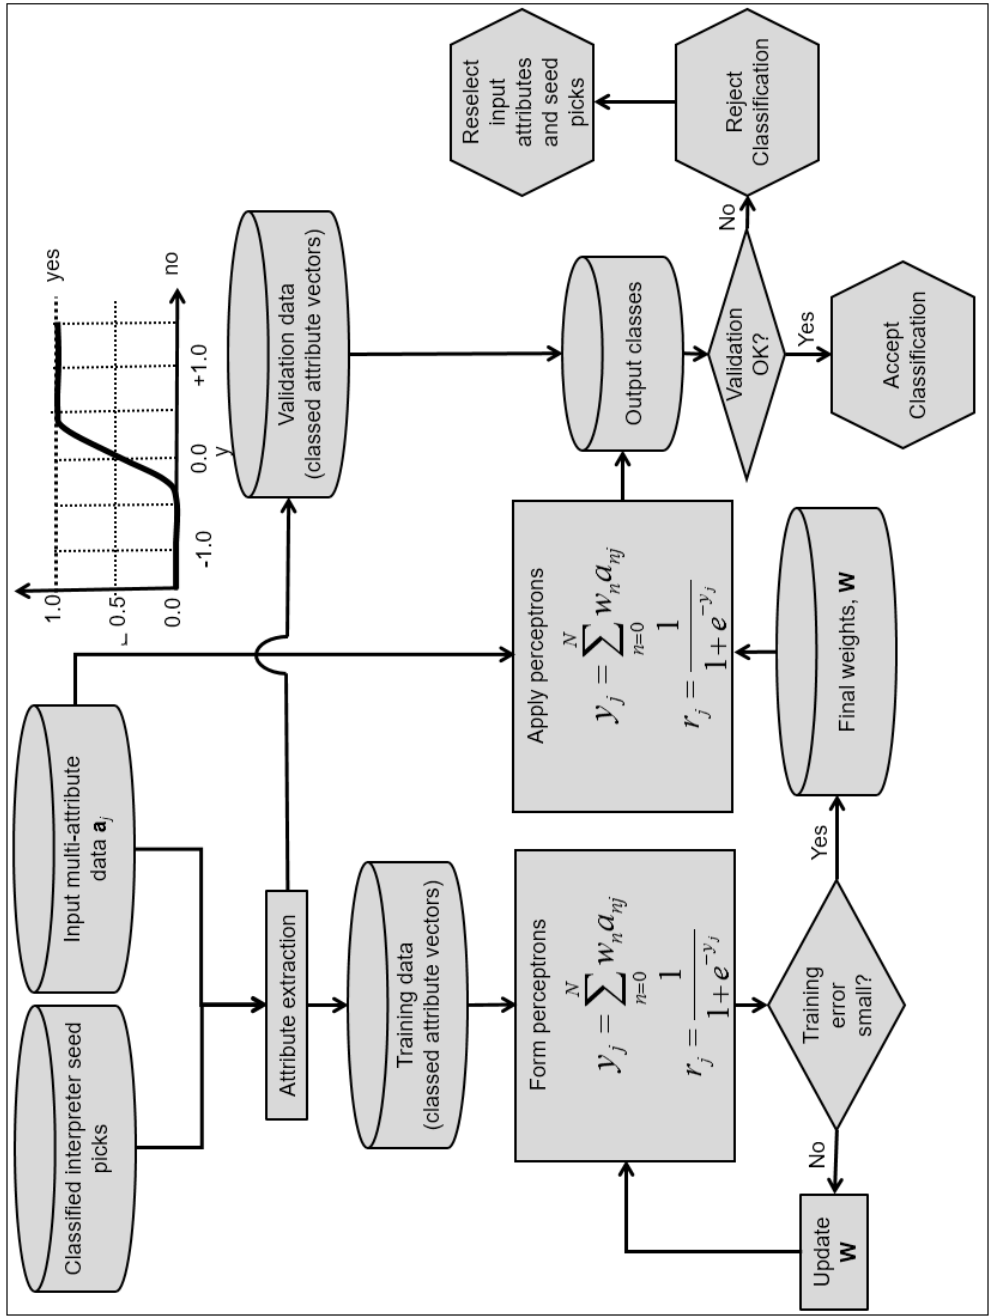 Classified interpreter seed
picks
Input multi-attribute
data a_j
1.0
0.5
0.0
-1.0
0.0
+1.0
y
r
yes
no
Attribute extraction
Training data
(classed attribute vectors)
Validation data
(classed attribute vectors)
Form perceptrons
y_j = ∑_{n=0}^{N} w_n a_{nj}
r_j = 1 / (1 + e^{-y_j})
Apply perceptrons
y_j = ∑_{n=0}^{N} w_n a_{nj}
r_j = 1 / (1 + e^{-y_j})
Output classes
Reselect
input
attributes
and seed
picks
Reject
Classification
No
Validation
OK?
Yes
Accept
Classification
Update
W
No
Training
error
small?
Yes
Final weights, W